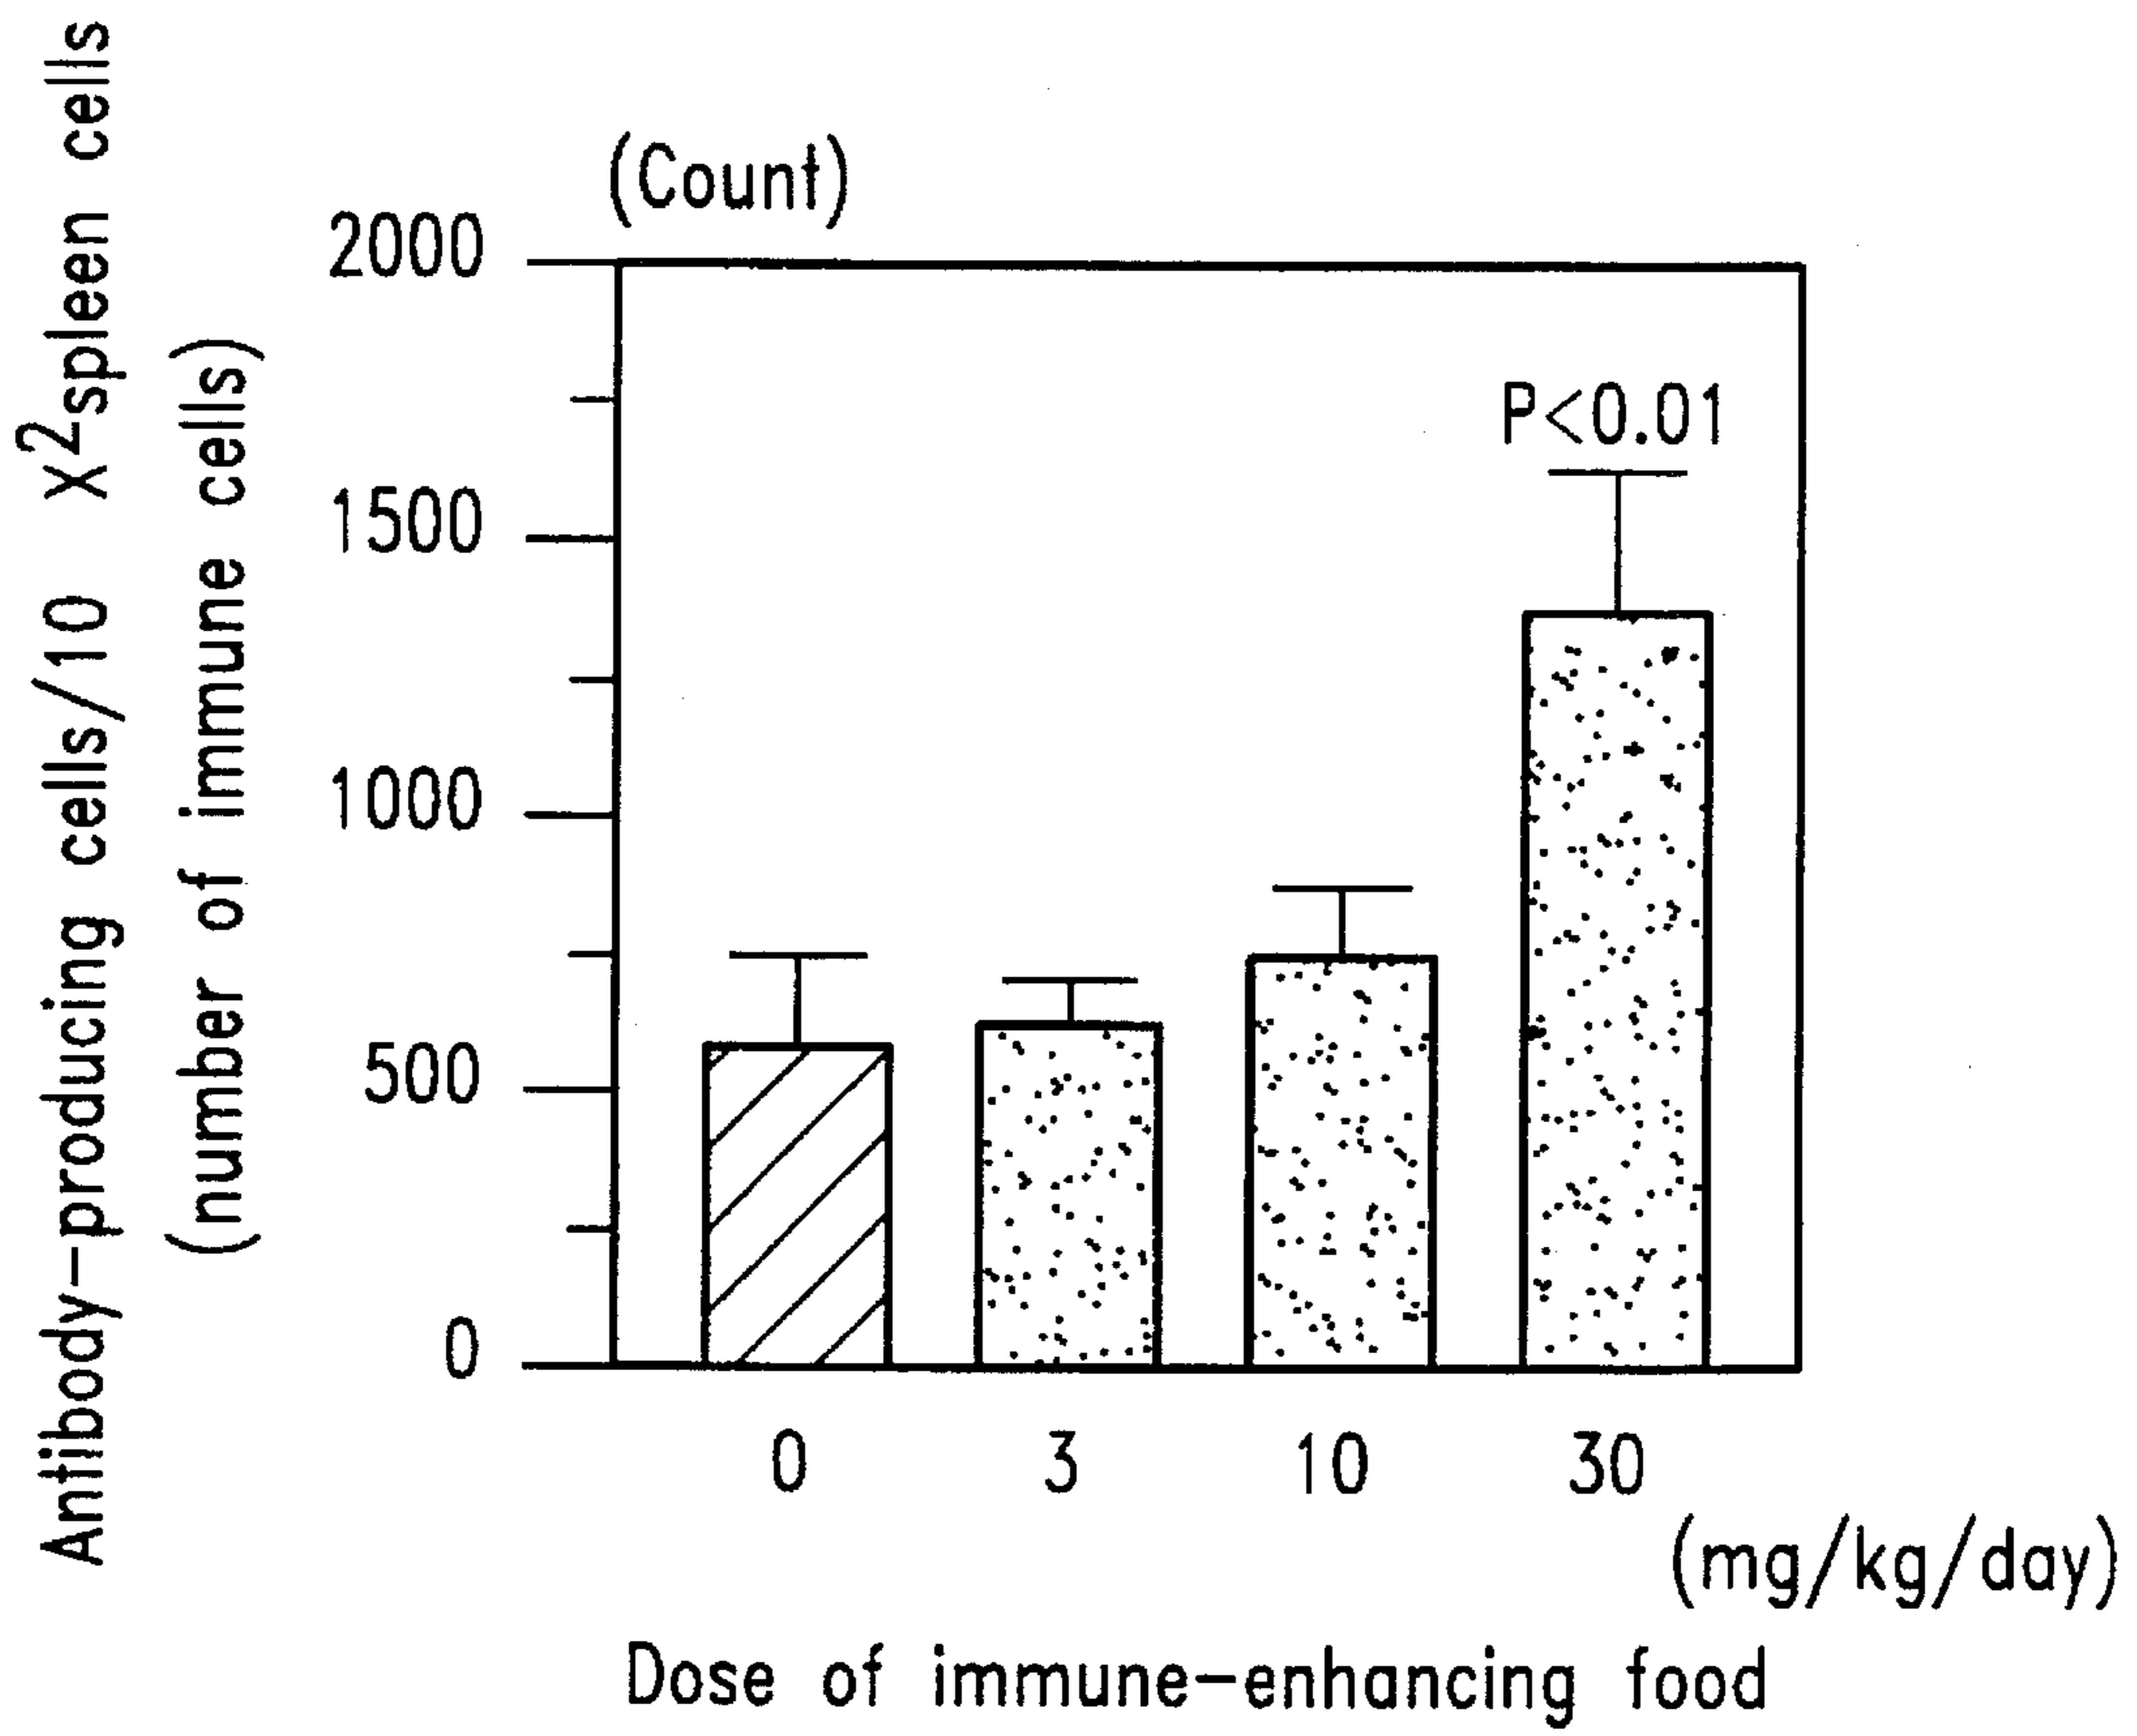 Antibody-producing cells/10 x2spleen cells
(number of immune cells)
(Count)
2000
1500
1000
500
0
P<0.01
0 3 10 30
(mg/kg/day)
Dose of immune-enhancing food